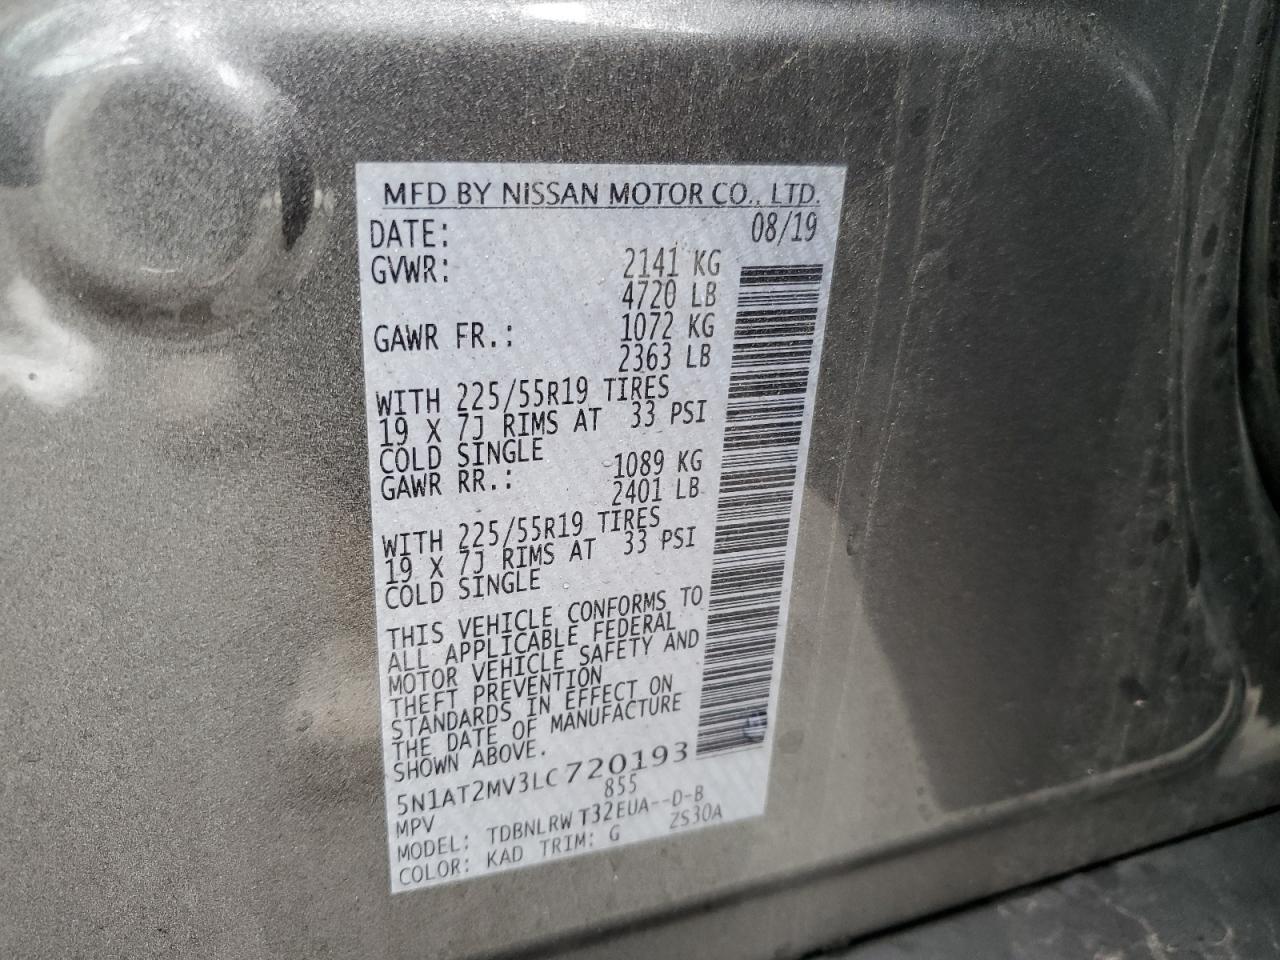 MFD BY NISSAN MOTOR CO., LTD.
DATE: 08/19
GVWR: 2141 KG
4720 LB
GAWR FR.: 1072 KG
2363 LB
WITH 225/55R19 TIRES
19 X 7J RIMS AT 33 PSI
COLD SINGLE
GAWR RR.: 1089 KG
2401 LB
WITH 225/55R19 TIRES
19 X 7J RIMS AT 33 PSI
COLD SINGLE
THIS VEHICLE CONFORMS TO
ALL APPLICABLE FEDERAL
MOTOR VEHICLE SAFETY AND
THEFT PREVENTION
STANDARDS IN EFFECT ON
THE DATE OF MANUFACTURE
SHOWN ABOVE.
5N1AT2MV3LC720193
MPV 855
MODEL: TDBNLRW T32EUA--D-B
COLOR: KAD TRIM: G ZS30A